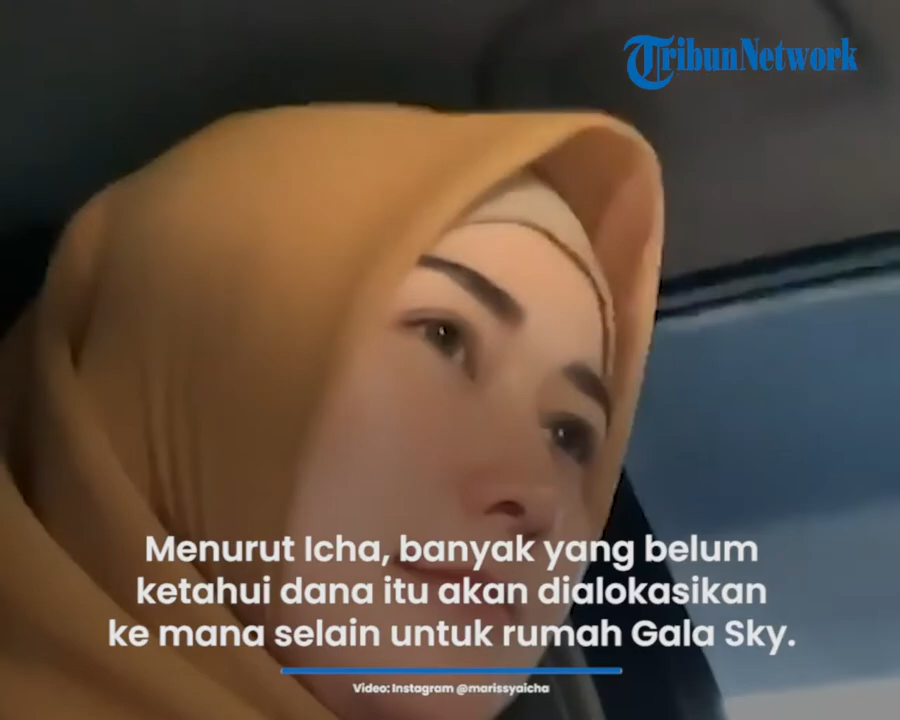 TribunNetwork
Menurut Icha, banyak yang belum
ketahui dana itu akan dialokasikan
ke mana selain untuk rumah Gala Sky.
Video: Instagram @marissyaicha